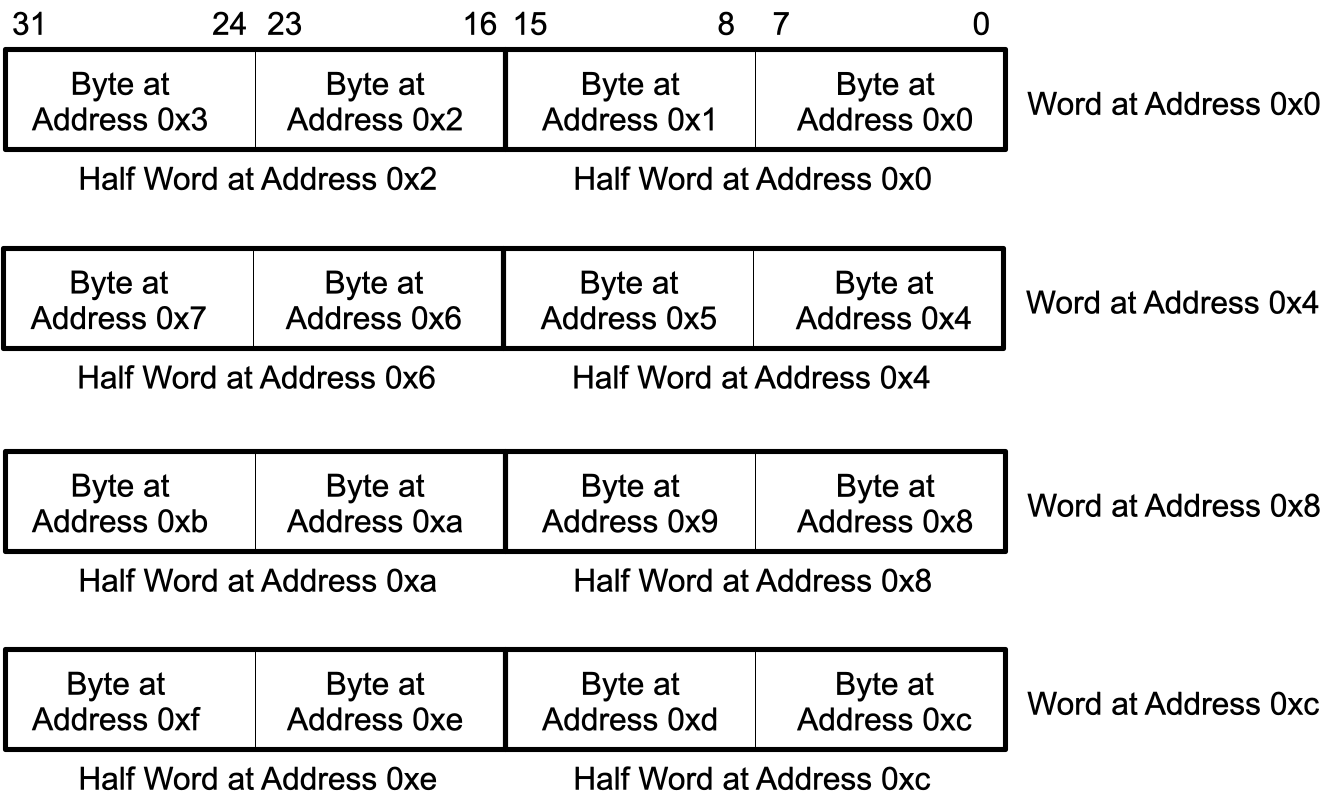 31 24 23 16 15 8 7 0
Byte at Byte at Byte at Byte at
Address 0x3 Address 0x2 Address 0x1 Address 0x0 Word at Address 0x0
Half Word at Address 0x2 Half Word at Address 0x0
Byte at Byte at Byte at Byte at
Address 0x7 Address 0x6 Address 0x5 Address 0x4 Word at Address 0x4
Half Word at Address 0x6 Half Word at Address 0x4
Byte at Byte at Byte at Byte at
Address 0xb Address 0xa Address 0x9 Address 0x8 Word at Address 0x8
Half Word at Address 0xa Half Word at Address 0x8
Byte at Byte at Byte at Byte at
Address 0xf Address 0xe Address 0xd Address 0xc Word at Address 0xc
Half Word at Address 0xe Half Word at Address 0xc